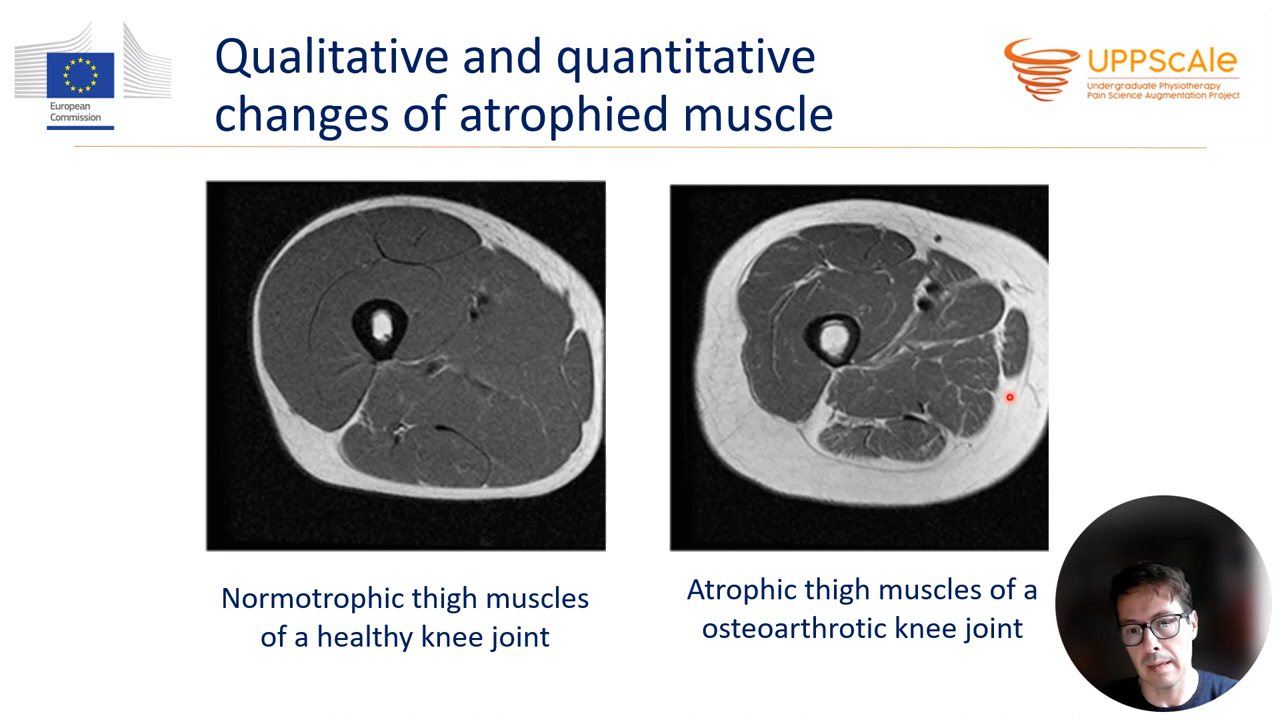 European
Commission
Qualitative and quantitative
changes of atrophied muscle
UPPScale
Undergraduate Physiotherapy
Pain Science Augmentation Project
Normotrophic thigh muscles
of a healthy knee joint
Atrophic thigh muscles of a
osteoarthrotic knee joint